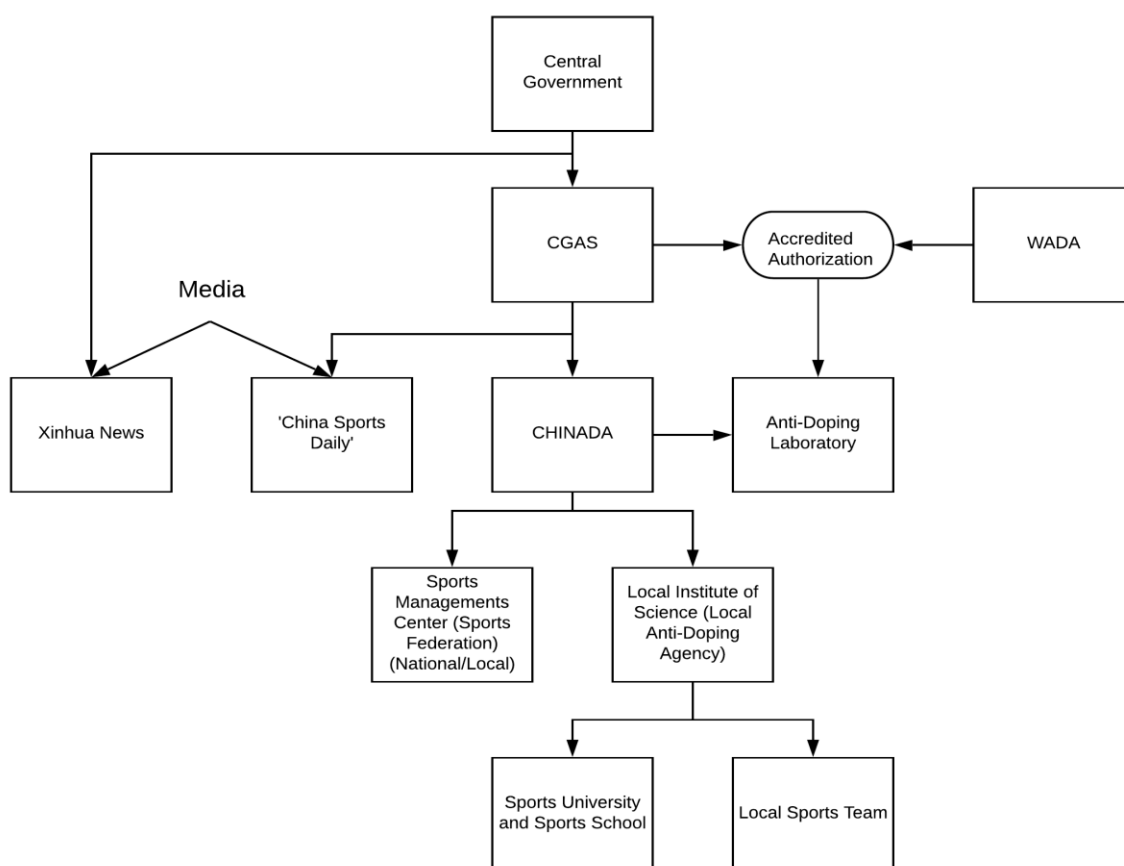 Central
Government
CGAS
Accredited
Authorization
WADA
Media
Xinhua News
'China Sports
Daily'
CHINADA
Anti-Doping
Laboratory
Sports
Managements
Center (Sports
Federation)
(National/Local)
Local Institute of
Science (Local
Anti-Doping
Agency)
Sports University
and Sports School
Local Sports Team